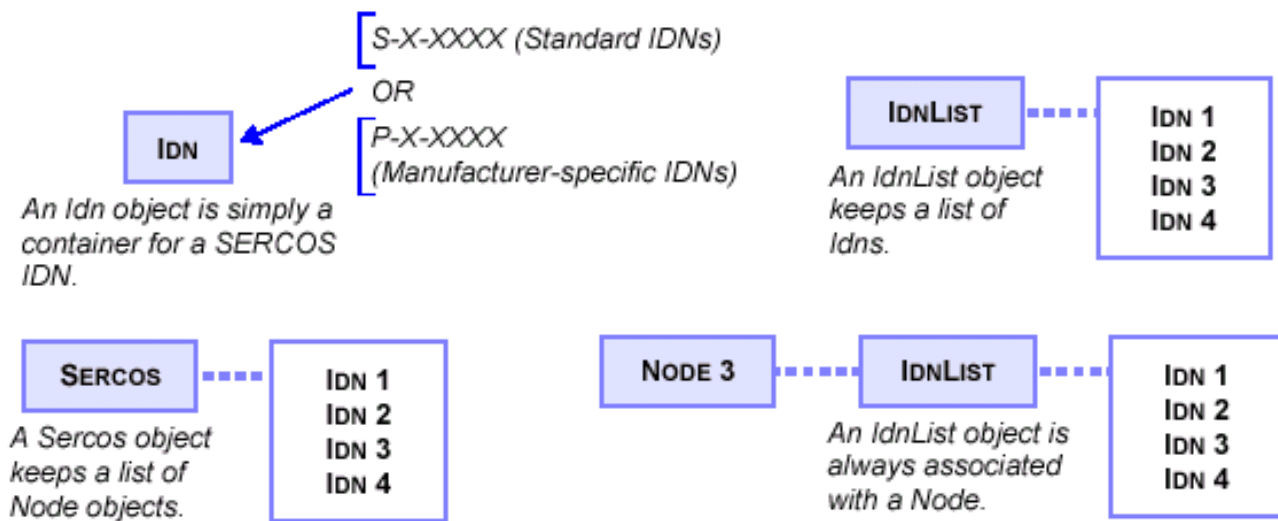 S-X-XXXX (Standard IDNs)
OR
P-X-XXXX
(Manufacturer-specific IDNs)
IDN
An Idn object is simply a
container for a SERCOS
IDN.
IDNLIST
An IdnList object
keeps a list of
Idns.
IDN 1
IDN 2
IDN 3
IDN 4
SERCOS
A Sercos object
keeps a list of
Node objects.
IDN 1
IDN 2
IDN 3
IDN 4
NODE 3
IDNLIST
An IdnList object is
always associated
with a Node.
IDN 1
IDN 2
IDN 3
IDN 4